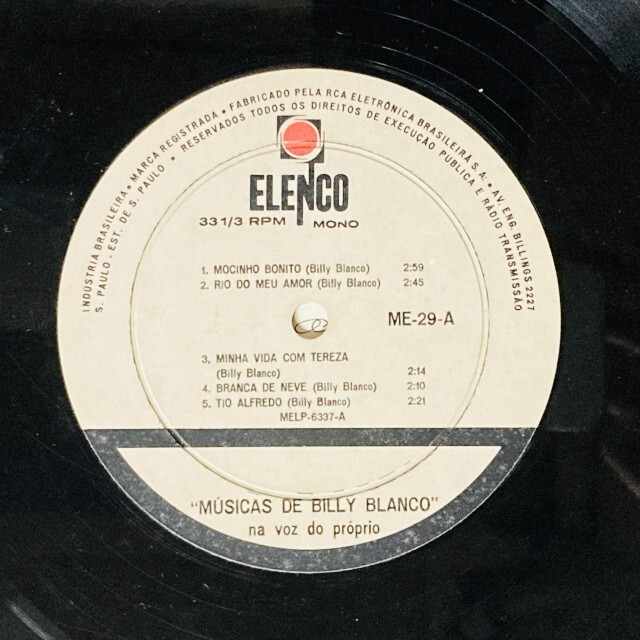 INDUSTRIA BRASILEIRA • MARCA REGISTRADA • FABRICADO PELA RCA ELETRÔNICA BRASILEIRA S.A. • AV. ENG. BILLINGS 2227
S. PAULO - EST. DE S. PAULO • RESERVADOS TODOS OS DIREITOS DE EXECUÇÃO PUBLICA E RADIO TRANSMISSÃO
ELENCO
33 1/3 RPM MONO
1. MOCINHO BONITO (Billy Blanco) 2:59
2. RIO DO MEU AMOR (Billy Blanco) 2:45
ME-29-A
3. MINHA VIDA COM TEREZA
(Billy Blanco) 2:14
4. BRANCA DE NEVE (Billy Blanco) 2:10
5. TIO ALFREDO (Billy Blanco) 2:21
MELP-6337-A
"MÚSICAS DE BILLY BLANCO"
na voz do próprio